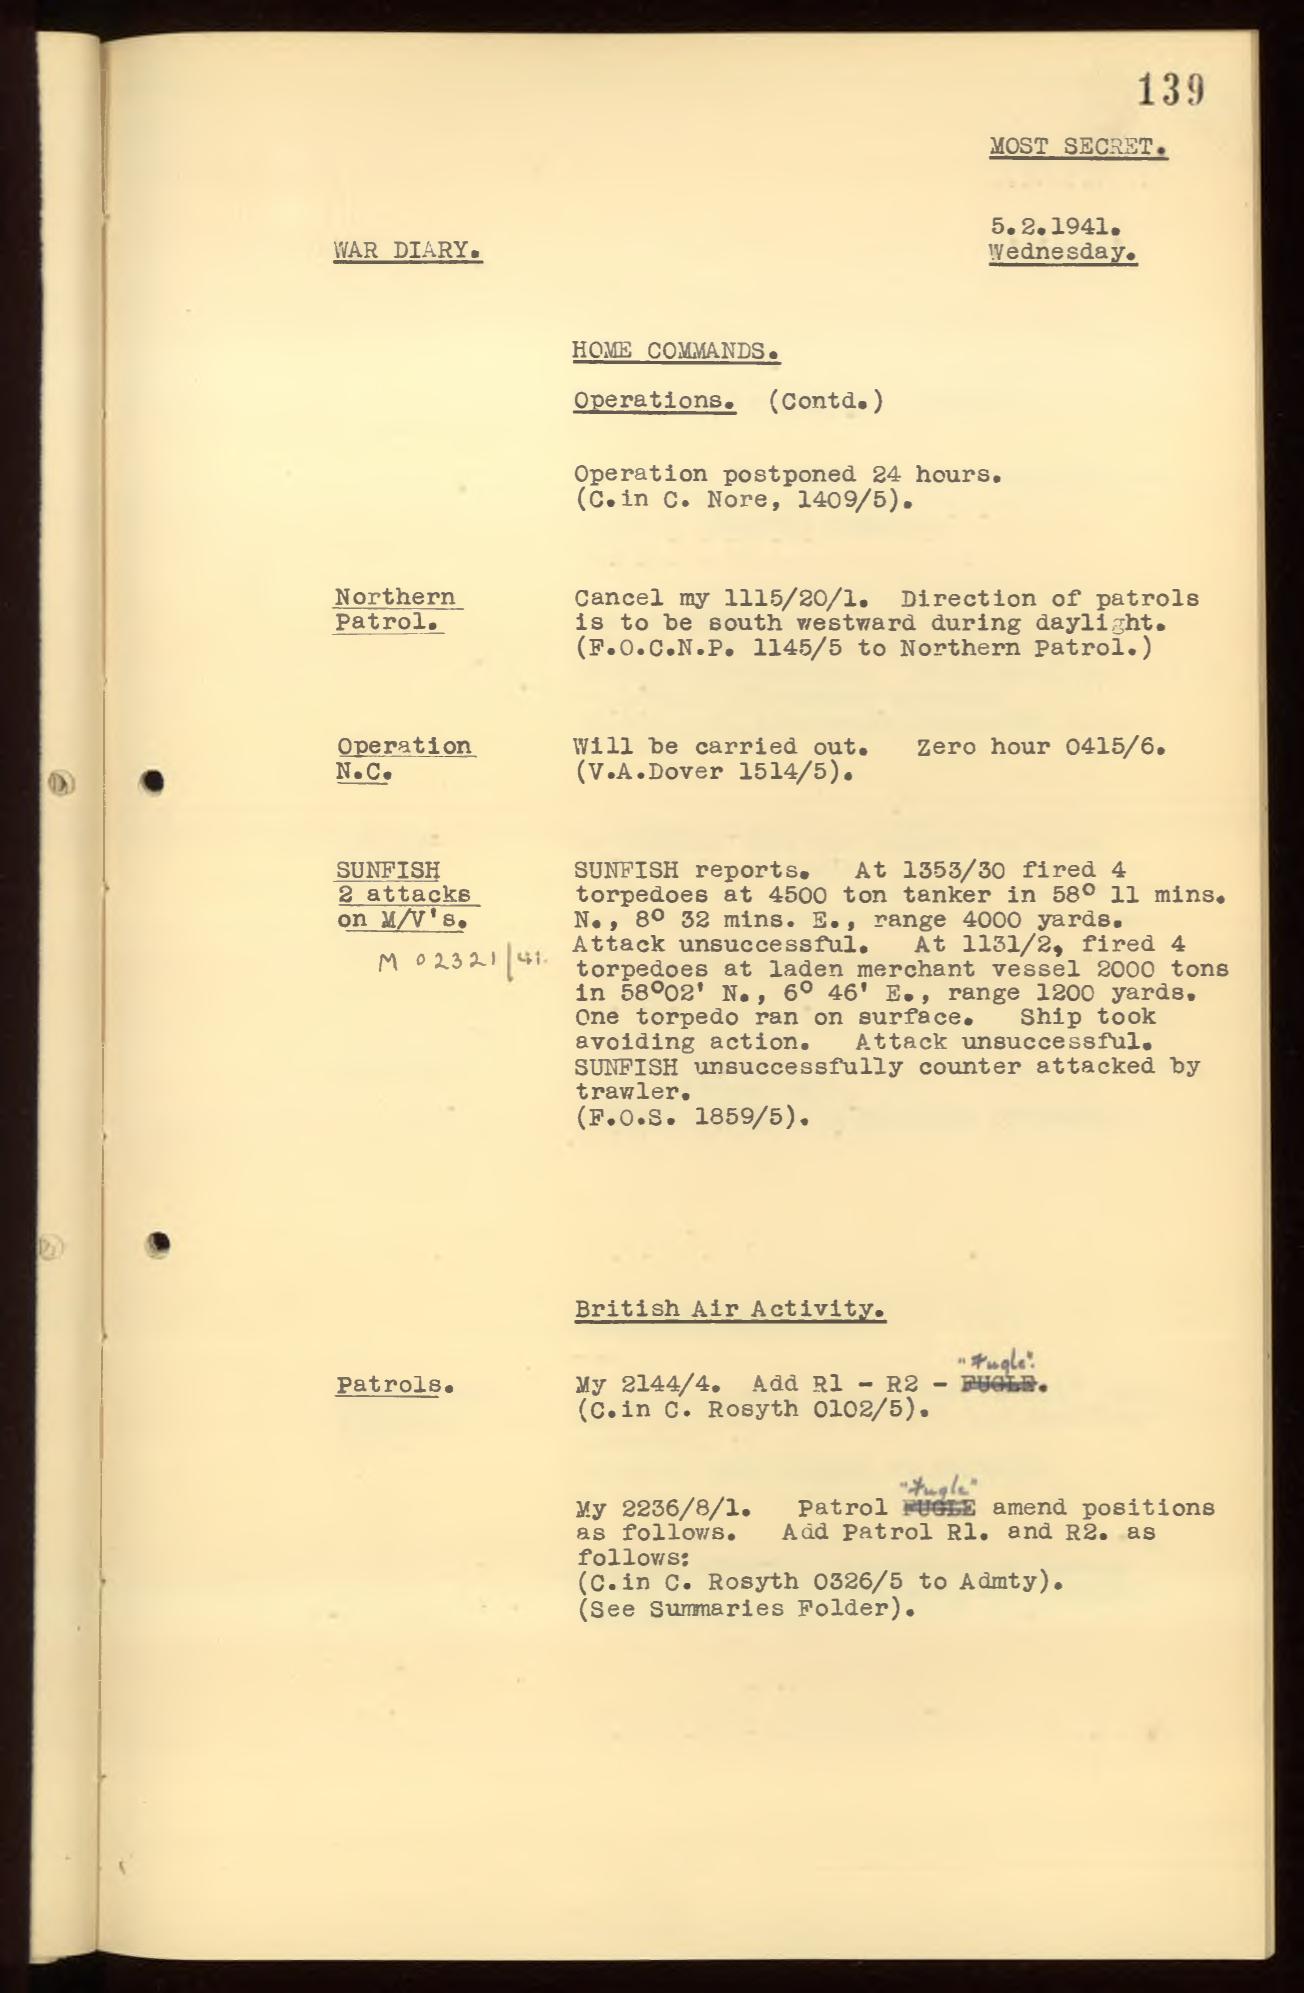 139
MOST SECRET.
5.2.1941.
WAR DIARY.
Wednesday.
HOME COMMANDS.
Operations. (Contd.)
Operation postponed 24 hours.
(C.in C. Nore, 1409/5).
Northern
Patrol.
Cancel my 1115/20/1. Direction of patrols
is to be south westward during daylight.
(F.O.C.N.P. 1145/5 to Northern Patrol.)
Operation
N.C.
Will be carried out. Zero hour 0415/6.
(V.A.Dover 1514/5).
SUNFISH
2 attacks
on M/V's.
M 02321/41.
SUNFISH reports. At 1353/30 fired 4
torpedoes at 4500 ton tanker in 58° 11 mins.
N., 8° 32 mins. E., range 4000 yards.
Attack unsuccessful. At 1131/2, fired 4
torpedoes at laden merchant vessel 2000 tons
in 58°02' N., 6° 46' E., range 1200 yards.
One torpedo ran on surface. Ship took
avoiding action. Attack unsuccessful.
SUNFISH unsuccessfully counter attacked by
trawler.
(F.O.S. 1859/5).
British Air Activity.
Patrols.
"Fugle".
My 2144/4. Add R1 - R2 - FUGLE.
(C.in C. Rosyth 0102/5).
"Fugle"
My 2236/8/1. Patrol FUGLE amend positions
as follows. Add Patrol R1. and R2. as
follows:
(C.in C. Rosyth 0326/5 to Admty).
(See Summaries Folder).